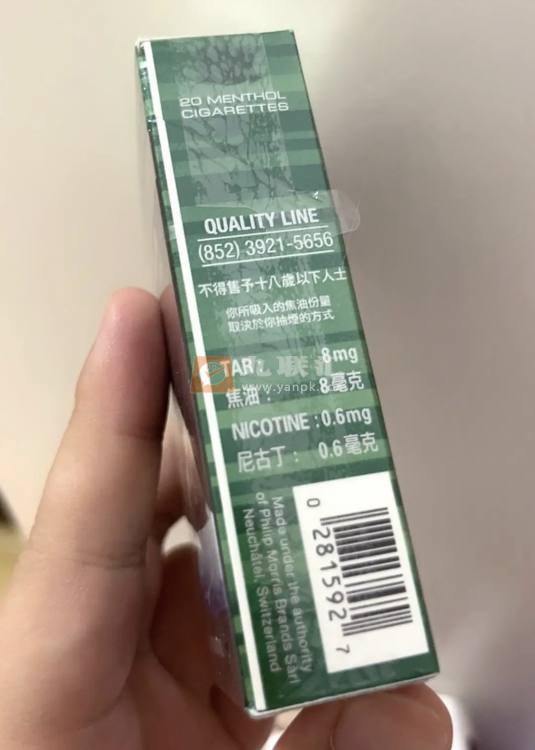 20 MENTHOL
CIGARETTES
QUALITY LINE
(852) 3921-5656
不得售予十八歲以下人士
你所吸入的焦油份量
取決於你抽煙的方式
TAR : 8mg
焦油 : 8毫克
NICOTINE : 0.6mg
尼古丁 : 0.6毫克
www.yanpk.com
Made under the authority
of Philip Morris Brands Sàrl
Neuchâtel, Switzerland
0 281592 7